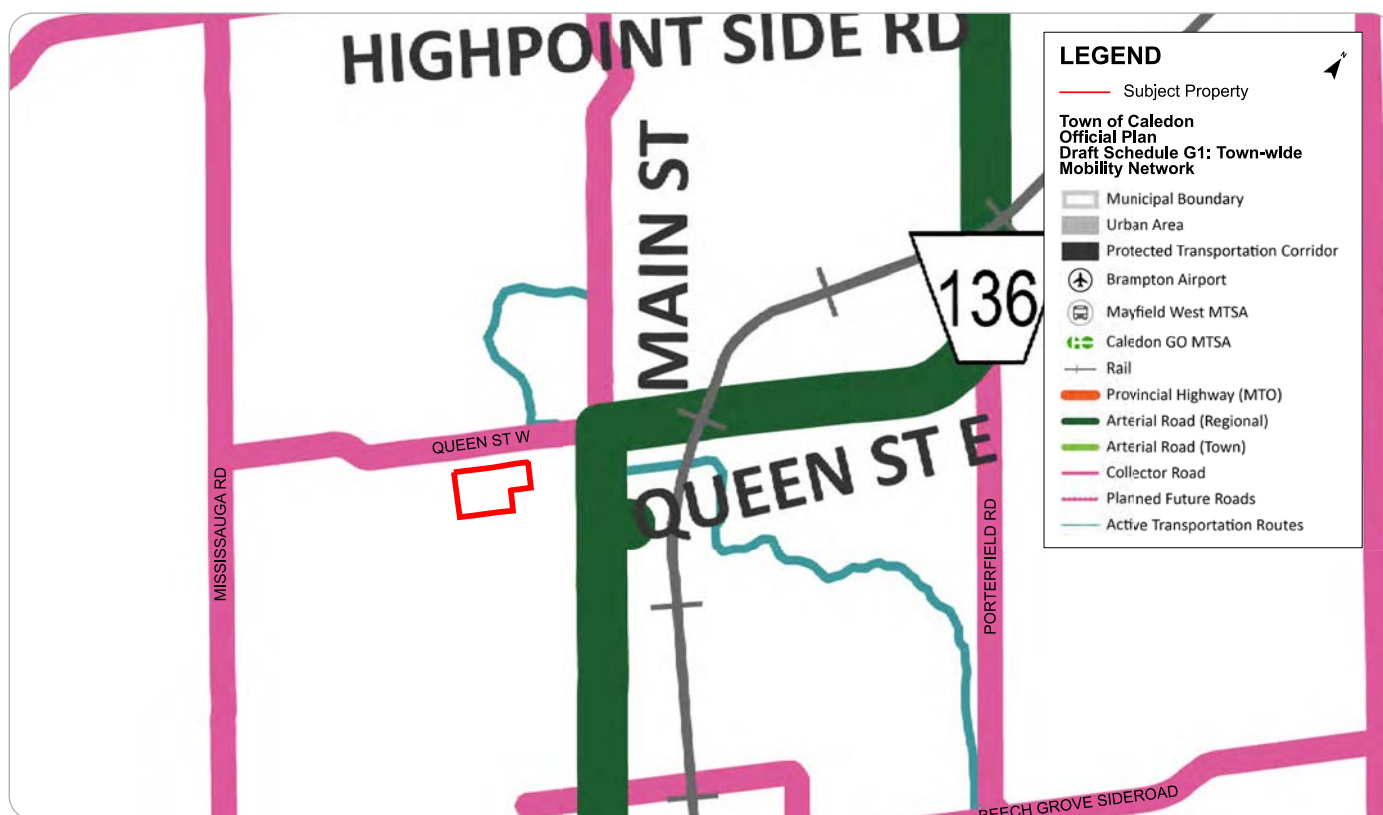 HIGHPOINT SIDE RD
MAIN ST
136
QUEEN ST W
QUEEN ST E
MISSISSAUGA RD
PORTERFIELD RD
BEECH GROVE SIDEROAD
LEGEND
N
Subject Property
Town of Caledon
Official Plan
Draft Schedule G1: Town-wide
Mobility Network
Municipal Boundary
Urban Area
Protected Transportation Corridor
Brampton Airport
Mayfield West MTSA
Caledon GO MTSA
Rail
Provincial Highway (MTO)
Arterial Road (Regional)
Arterial Road (Town)
Collector Road
Planned Future Roads
Active Transportation Routes